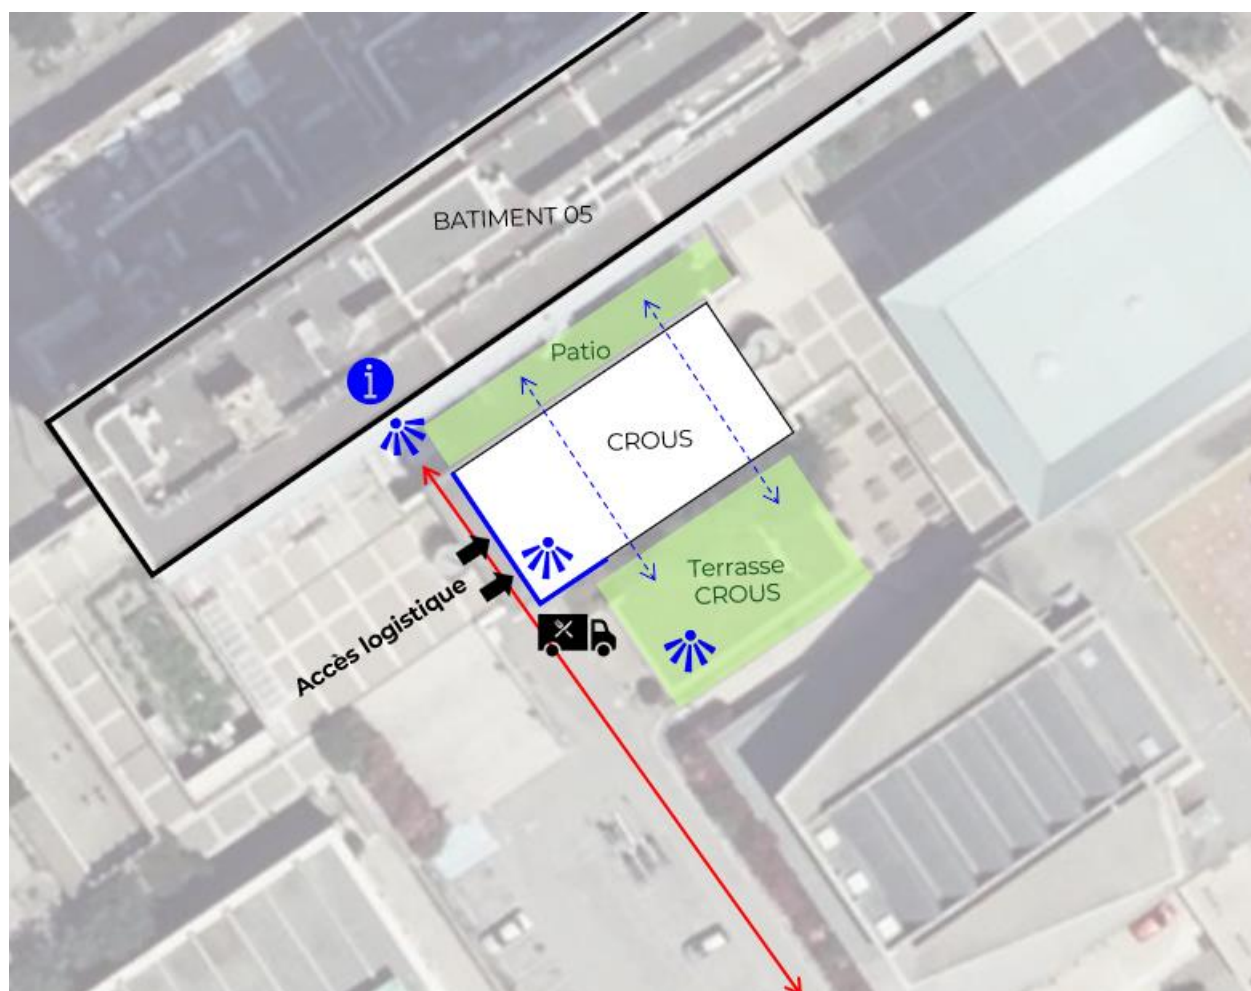 BATIMENT 05
i
Patio
CROUS
Terrasse
CROUS
Accès logistique